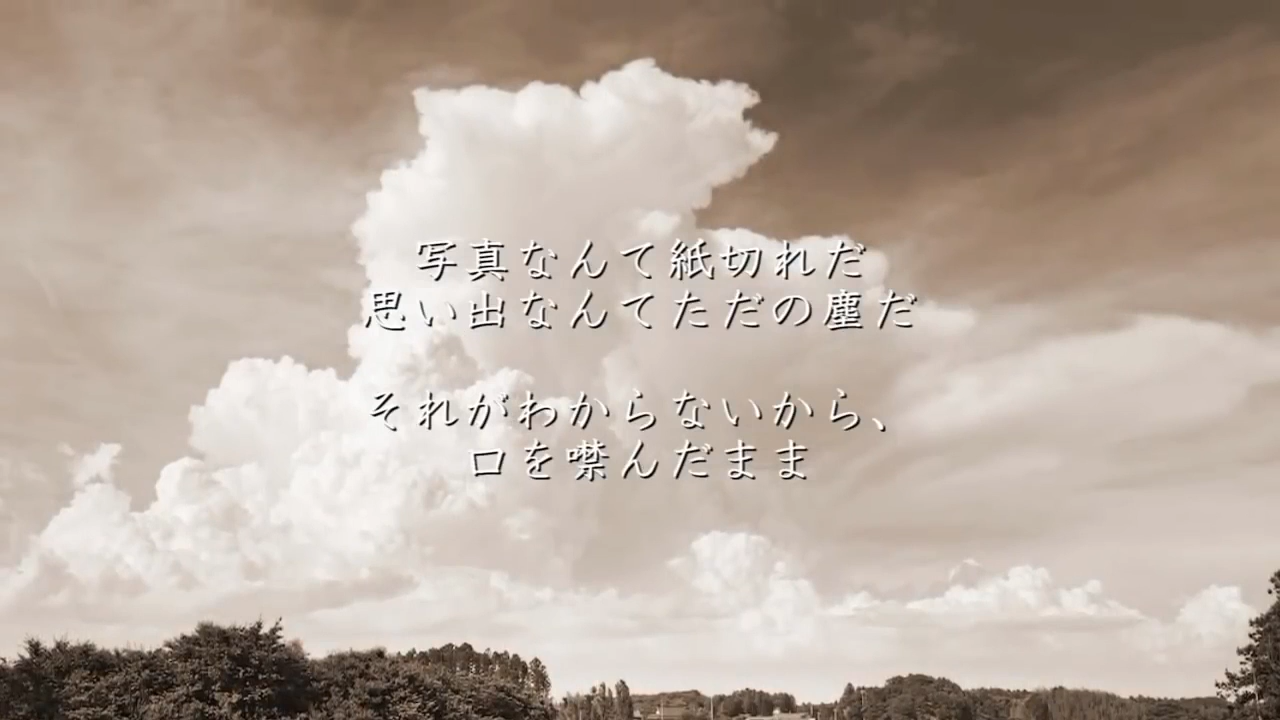 写真なんて紙切れだ
思い出なんてただの塵だ
それがわからないから、
口を噤んだまま